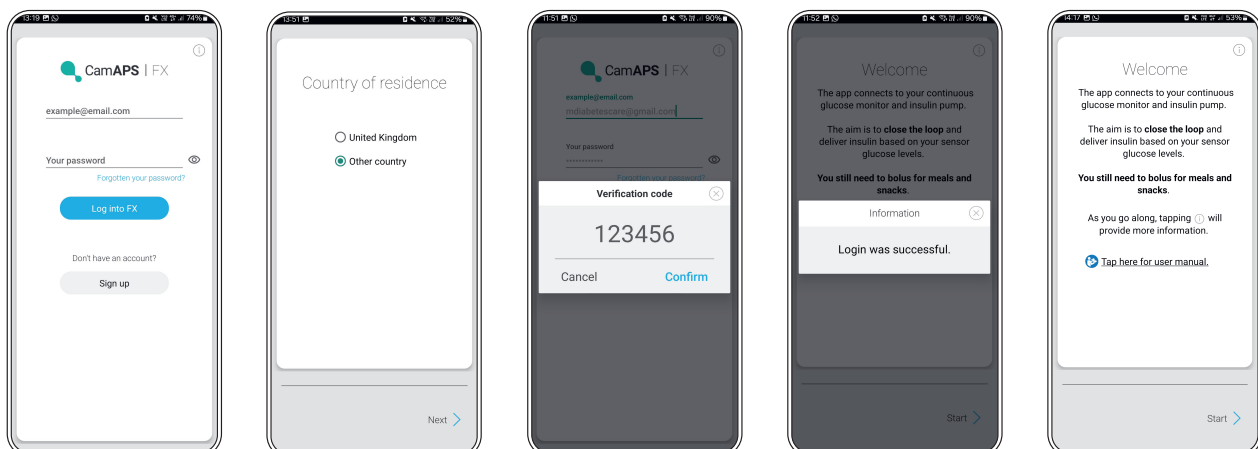 13:19 74%
CamAPS | FX
example@email.com
Your password
Forgotten your password?
Log into FX
Don't have an account?
Sign up
13:51 52%
Country of residence
United Kingdom
Other country
Next
11:51 90%
CamAPS | FX
example@email.com
mdiabetescare@gmail.com
Your password
Forgotten your password?
Verification code
123456
Cancel
Confirm
11:52 90%
Welcome
The app connects to your continuous
glucose monitor and insulin pump.
The aim is to close the loop and
deliver insulin based on your sensor
glucose levels.
You still need to bolus for meals and
snacks.
Information
Login was successful.
Start
14:17 53%
Welcome
The app connects to your continuous
glucose monitor and insulin pump.
The aim is to close the loop and
deliver insulin based on your sensor
glucose levels.
You still need to bolus for meals and
snacks.
As you go along, tapping ⓘ will
provide more information.
Tap here for user manual.
Start